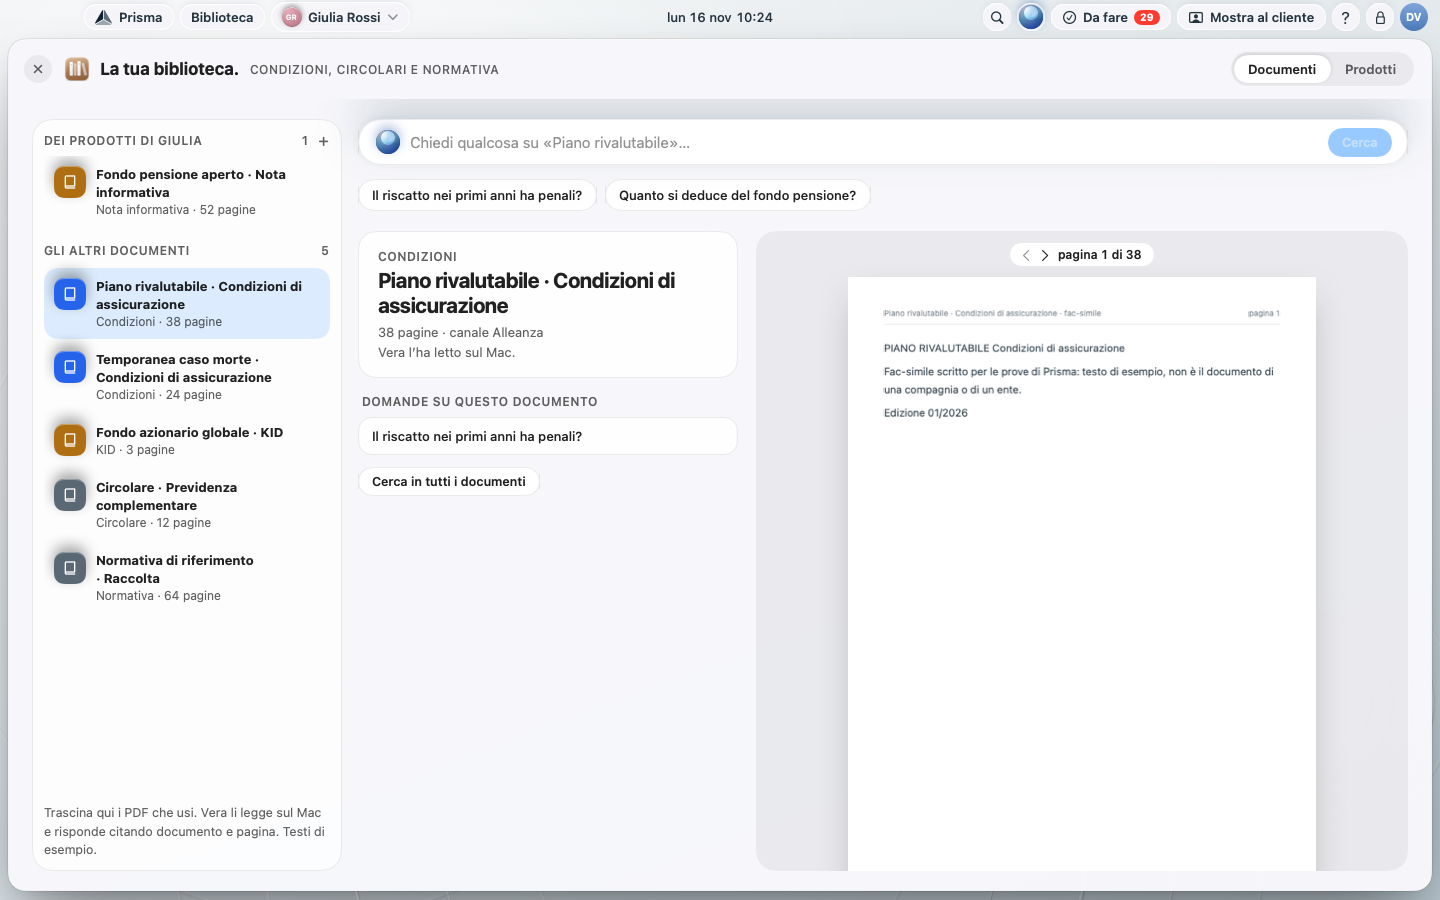 Prisma
Biblioteca
GR
Giulia Rossi
lun 16 nov 10:24
Da fare 29
Mostra al cliente
?
DV
La tua biblioteca.
CONDIZIONI, CIRCOLARI E NORMATIVA
Documenti
Prodotti
DEI PRODOTTI DI GIULIA 1 +
Fondo pensione aperto · Nota
informativa
Nota informativa · 52 pagine
GLI ALTRI DOCUMENTI 5
Piano rivalutabile · Condizioni di
assicurazione
Condizioni · 38 pagine
Temporanea caso morte ·
Condizioni di assicurazione
Condizioni · 24 pagine
Fondo azionario globale · KID
KID · 3 pagine
Circolare · Previdenza
complementare
Circolare · 12 pagine
Normativa di riferimento
· Raccolta
Normativa · 64 pagine
Trascina qui i PDF che usi. Vera li legge sul Mac
e risponde citando documento e pagina. Testi di
esempio.
Chiedi qualcosa su «Piano rivalutabile»...
Cerca
Il riscatto nei primi anni ha penali?
Quanto si deduce del fondo pensione?
CONDIZIONI
Piano rivalutabile · Condizioni di
assicurazione
38 pagine · canale Alleanza
Vera l’ha letto sul Mac.
DOMANDE SU QUESTO DOCUMENTO
Il riscatto nei primi anni ha penali?
Cerca in tutti i documenti
pagina 1 di 38
Piano rivalutabile · Condizioni di assicurazione · fac-simile pagina 1
PIANO RIVALUTABILE Condizioni di assicurazione
Fac-simile scritto per le prove di Prisma: testo di esempio, non è il documento di
una compagnia o di un ente.
Edizione 01/2026